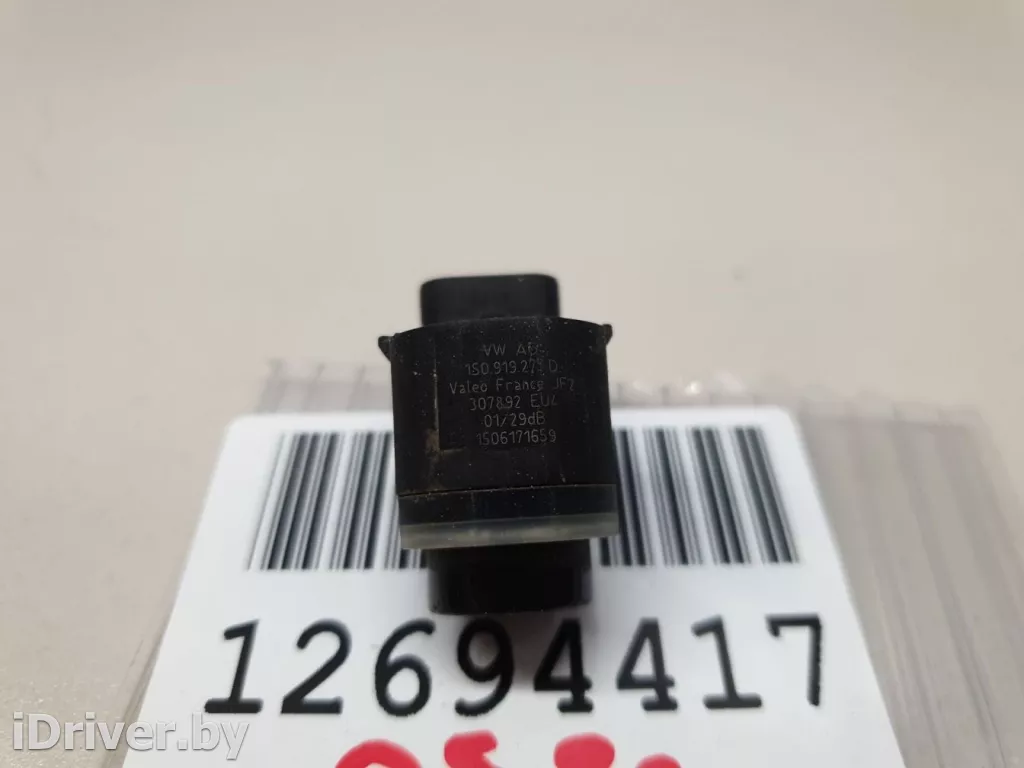 VW AG
1S0.919.275 D
Valeo France JF2
307892 EU4
01/29dB
1506171659
12694417
iDriver.by